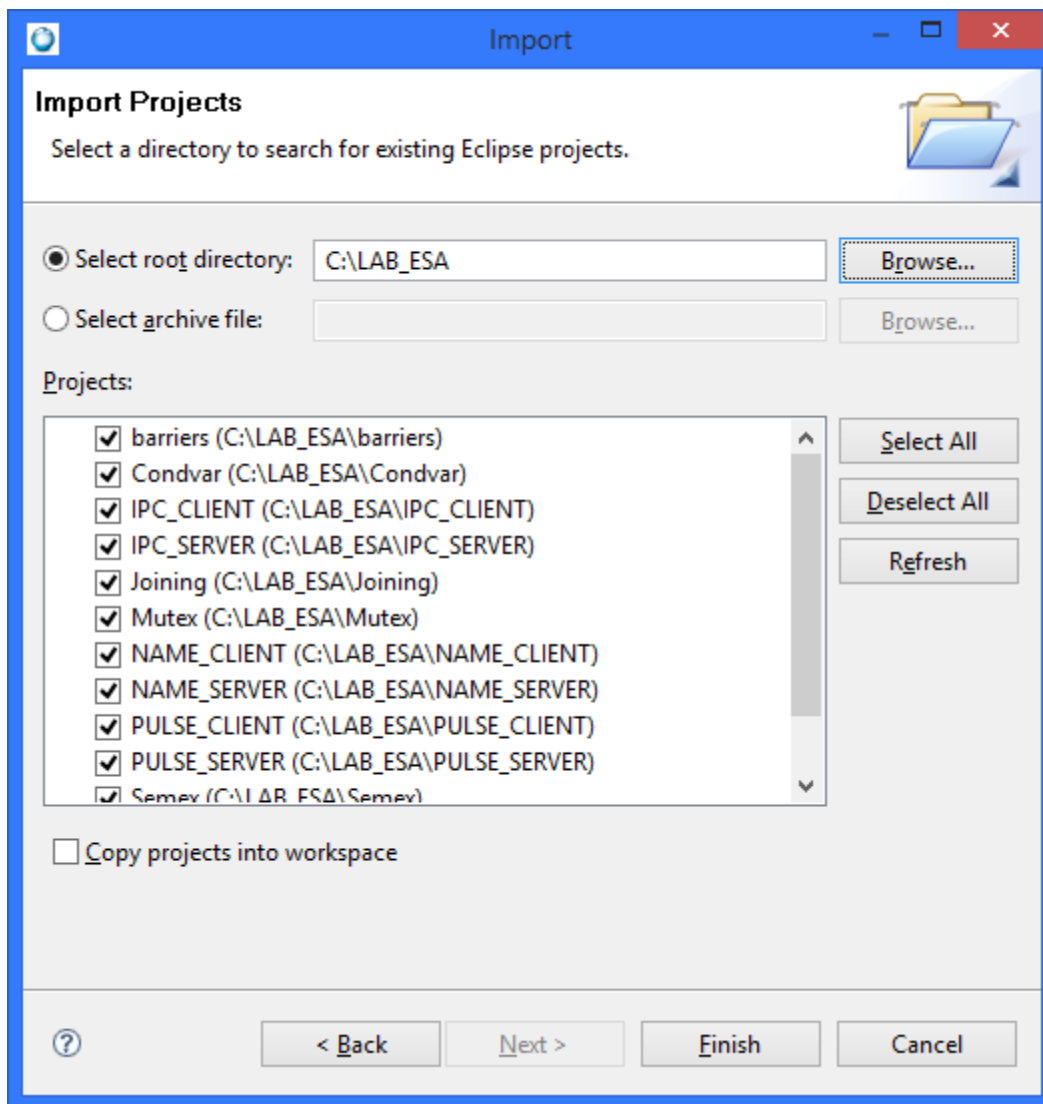 Import
Import Projects
Select a directory to search for existing Eclipse projects.
Select root directory: C:\LAB_ESA Browse...
Select archive file: Browse...
Projects:
barriers (C:\LAB_ESA\barriers)
Condvar (C:\LAB_ESA\Condvar)
IPC_CLIENT (C:\LAB_ESA\IPC_CLIENT)
IPC_SERVER (C:\LAB_ESA\IPC_SERVER)
Joining (C:\LAB_ESA\Joining)
Mutex (C:\LAB_ESA\Mutex)
NAME_CLIENT (C:\LAB_ESA\NAME_CLIENT)
NAME_SERVER (C:\LAB_ESA\NAME_SERVER)
PULSE_CLIENT (C:\LAB_ESA\PULSE_CLIENT)
PULSE_SERVER (C:\LAB_ESA\PULSE_SERVER)
Semex (C:\LAB_ESA\Semex)
Select All
Deselect All
Refresh
Copy projects into workspace
? < Back Next > Finish Cancel